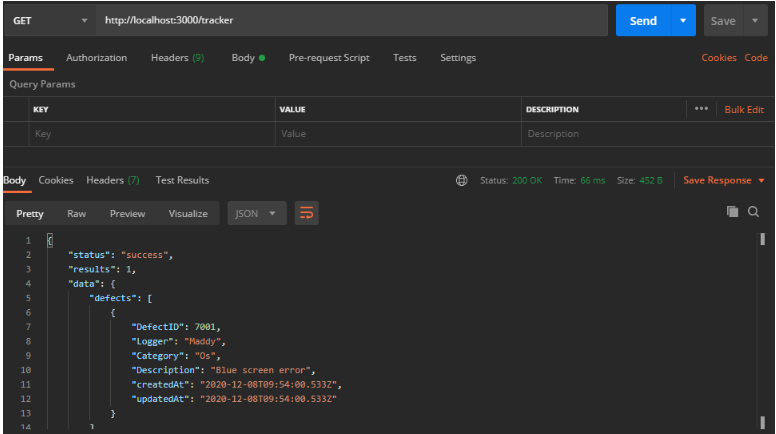 GET http://localhost:3000/tracker Send Save
Params Authorization Headers (9) Body Pre-request Script Tests Settings Cookies Code
Query Params
KEY VALUE DESCRIPTION ••• Bulk Edit
Key Value Description
Body Cookies Headers (7) Test Results Status: 200 OK Time: 66 ms Size: 452 B Save Response
Pretty Raw Preview Visualize JSON
1 {
2 "status": "success",
3 "results": 1,
4 "data": {
5 "defects": [
6 {
7 "DefectID": 7001,
8 "Logger": "Maddy",
9 "Category": "Os",
10 "Description": "Blue screen error",
11 "createdAt": "2020-12-08T09:54:00.533Z",
12 "updatedAt": "2020-12-08T09:54:00.533Z"
13 }
14 ]